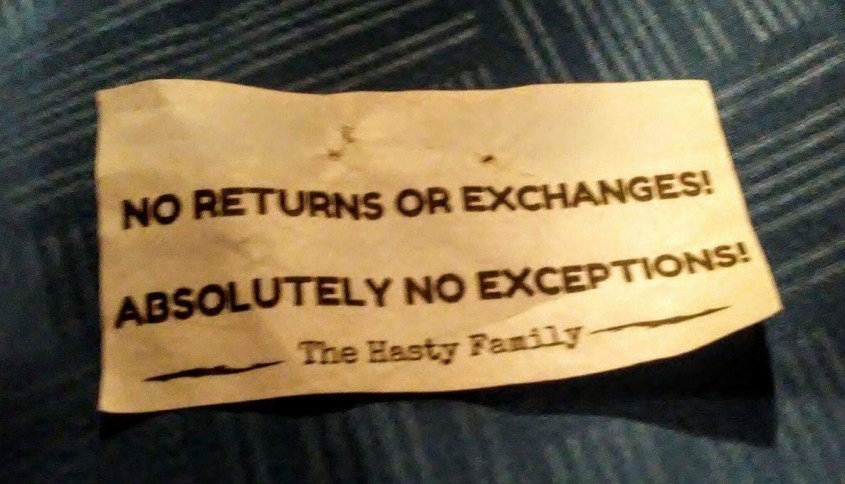 NO RETURNS OR EXCHANGES!
ABSOLUTELY NO EXCEPTIONS!
The Hasty Family